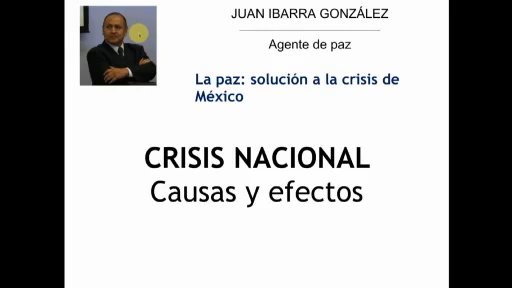 JUAN IBARRA GONZÁLEZ
Agente de paz
La paz: solución a la crisis de
México
CRISIS NACIONAL
Causas y efectos